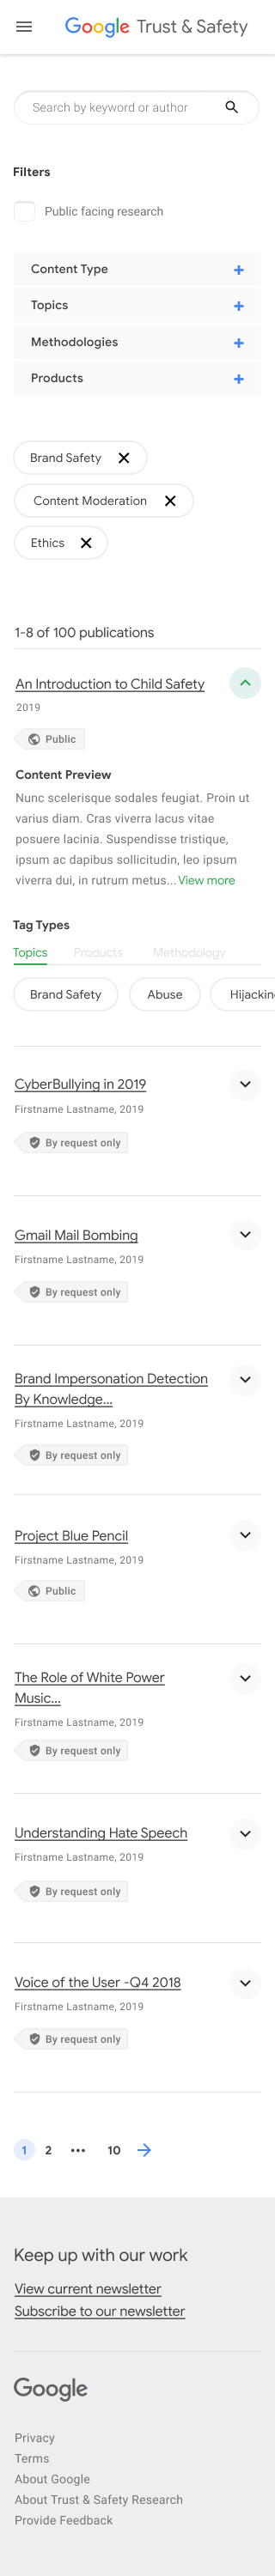 Google Trust & Safety
Search by keyword or author
Filters
Public facing research
Content Type +
Topics +
Methodologies +
Products +
Brand Safety
Content Moderation
Ethics
1-8 of 100 publications
An Introduction to Child Safety
2019
Public
Content Preview
Nunc scelerisque sodales feugiat. Proin ut
varius diam. Cras viverra lacus vitae
posuere lacinia. Suspendisse tristique,
ipsum ac dapibus sollicitudin, leo ipsum
viverra dui, in rutrum metus... View more
Tag Types
Topics Products Methodology
Brand Safety Abuse Hijackin
CyberBullying in 2019
Firstname Lastname, 2019
By request only
Gmail Mail Bombing
Firstname Lastname, 2019
By request only
Brand Impersonation Detection
By Knowledge...
Firstname Lastname, 2019
By request only
Project Blue Pencil
Firstname Lastname, 2019
Public
The Role of White Power
Music...
Firstname Lastname, 2019
By request only
Understanding Hate Speech
Firstname Lastname, 2019
By request only
Voice of the User -Q4 2018
Firstname Lastname, 2019
By request only
1 2 ••• 10
Keep up with our work
View current newsletter
Subscribe to our newsletter
Google
Privacy
Terms
About Google
About Trust & Safety Research
Provide Feedback